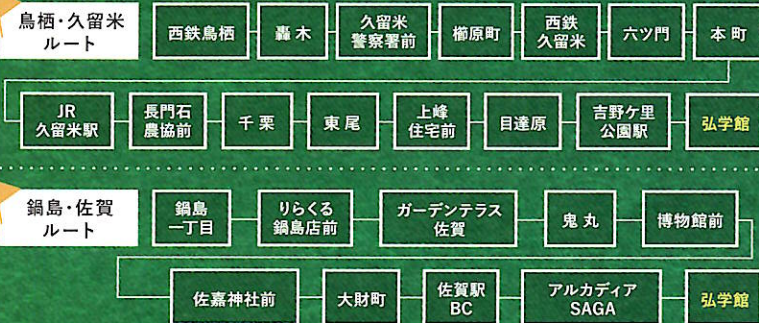 鳥栖・久留米
ルート
西鉄鳥栖
轟木
久留米
警察署前
櫛原町
西鉄
久留米
六ツ門
本町
JR
久留米駅
長門石
農協前
千栗
東尾
上峰
住宅前
目達原
吉野ケ里
公園駅
弘学館
鍋島・佐賀
ルート
鍋島
一丁目
りらくる
鍋島店前
ガーデンテラス
佐賀
鬼丸
博物館前
佐嘉神社前
大財町
佐賀駅
BC
アルカディア
SAGA
弘学館